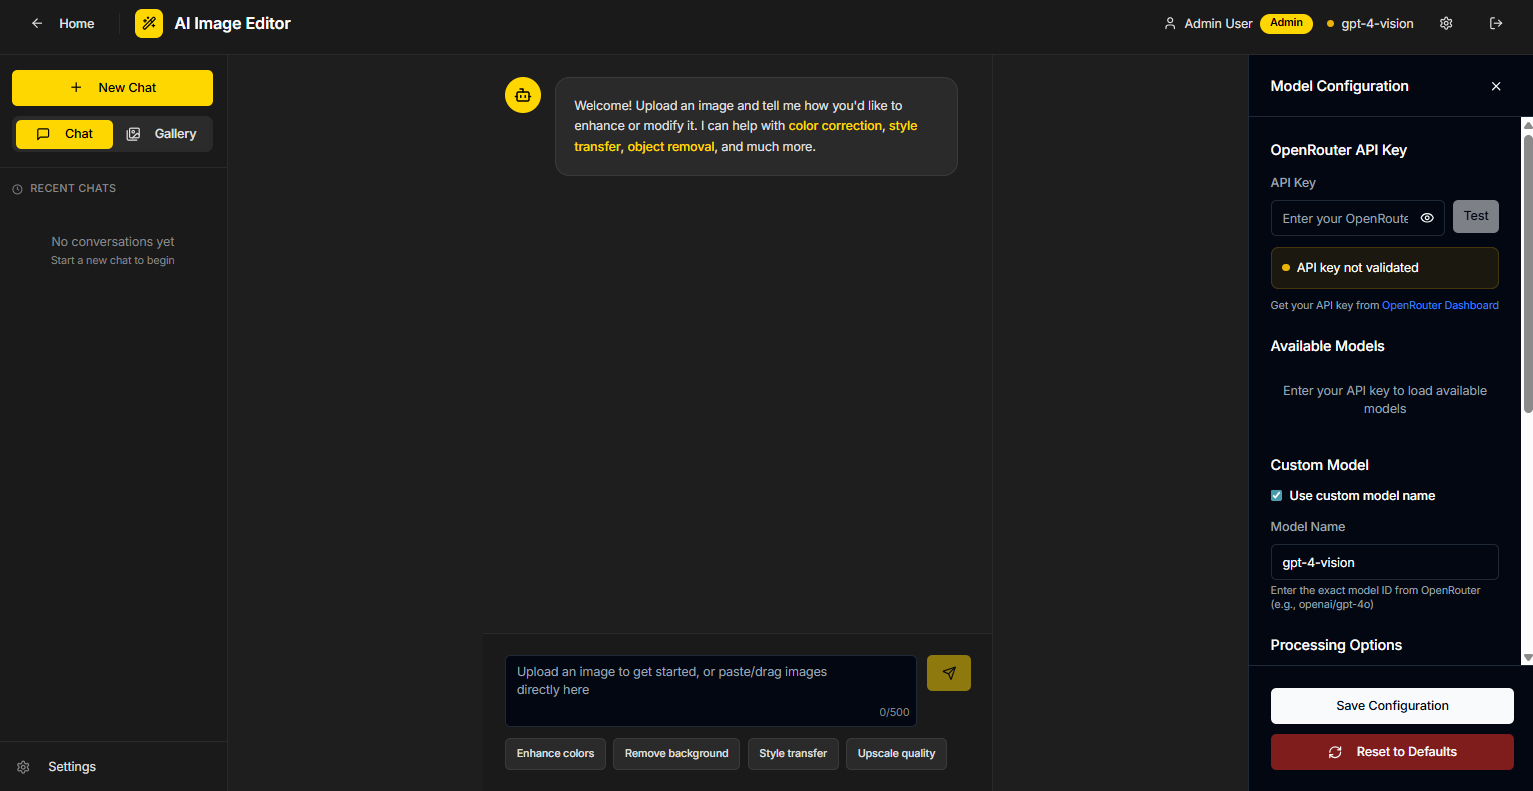 Home
AI Image Editor
Admin User
Admin
gpt-4-vision
New Chat
Chat
Gallery
RECENT CHATS
No conversations yet
Start a new chat to begin
Settings
Welcome! Upload an image and tell me how you'd like to
enhance or modify it. I can help with color correction, style
transfer, object removal, and much more.
Upload an image to get started, or paste/drag images
directly here
0/500
Enhance colors
Remove background
Style transfer
Upscale quality
Model Configuration
OpenRouter API Key
API Key
Enter your OpenRoute
Test
API key not validated
Get your API key from OpenRouter Dashboard
Available Models
Enter your API key to load available
models
Custom Model
Use custom model name
Model Name
gpt-4-vision
Enter the exact model ID from OpenRouter
(e.g., openai/gpt-4o)
Processing Options
Save Configuration
Reset to Defaults